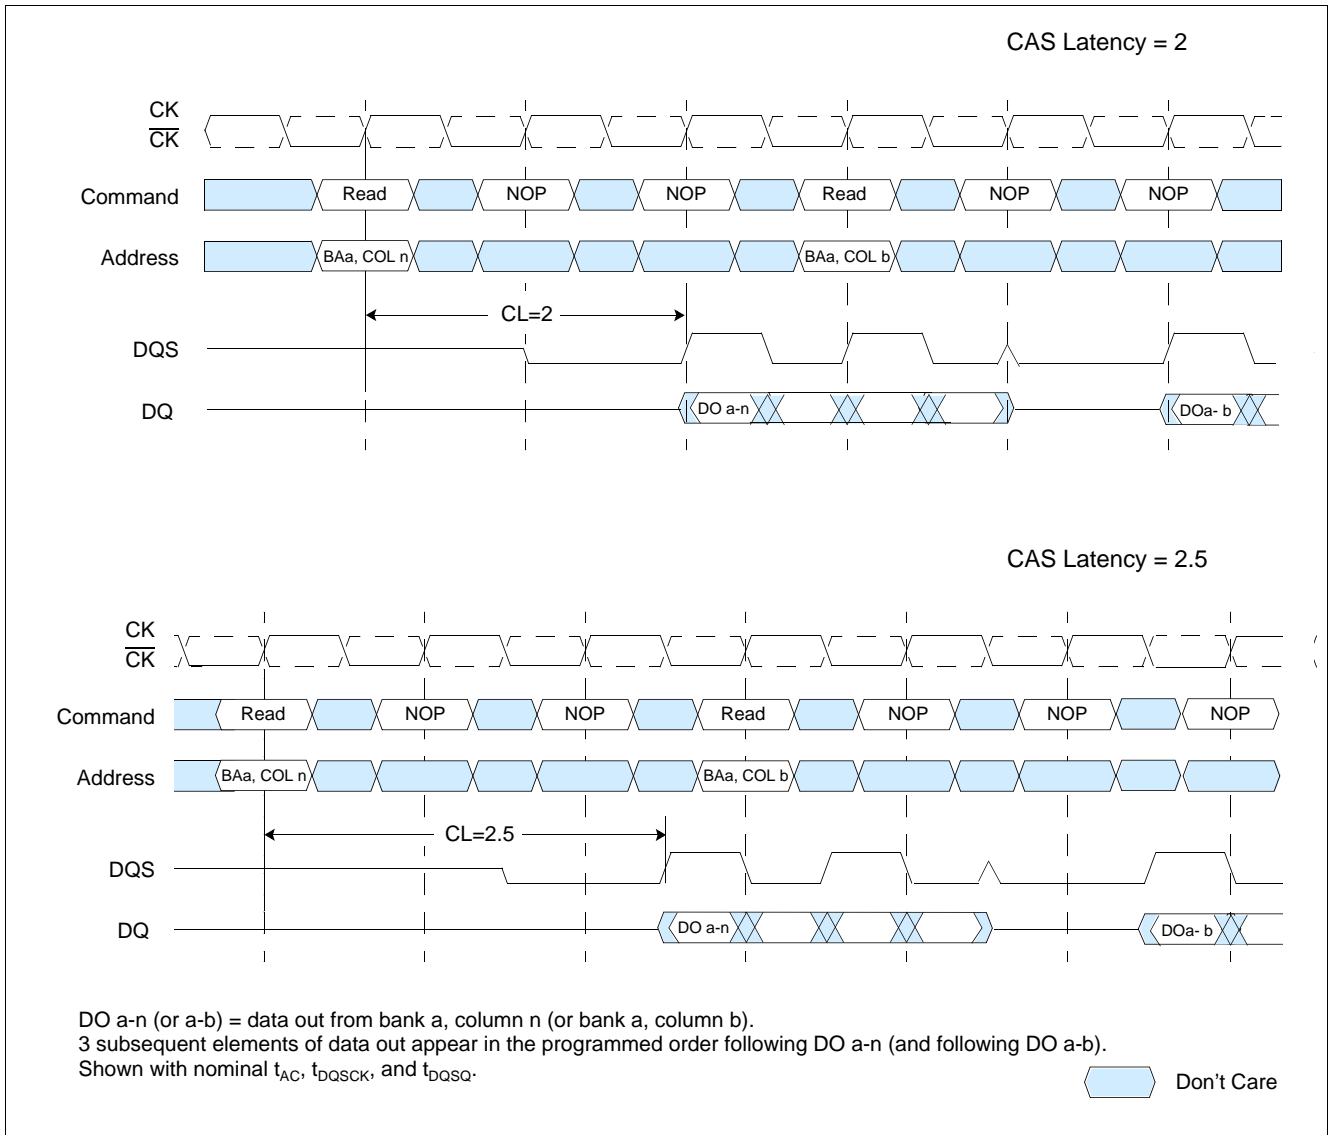 CAS Latency = 2
CK
CK
Command
Read
NOP
NOP
Read
NOP
NOP
Address
BAa, COL n
BAa, COL b
CL=2
DQS
DQ
DO a-n
DOa- b
CAS Latency = 2.5
CK
CK
Command
Read
NOP
NOP
Read
NOP
NOP
NOP
Address
BAa, COL n
BAa, COL b
CL=2.5
DQS
DQ
DO a-n
DOa- b
DO a-n (or a-b) = data out from bank a, column n (or bank a, column b).
3 subsequent elements of data out appear in the programmed order following DO a-n (and following DO a-b).
Shown with nominal tAC, tDQSCK, and tDQSQ.
Don't Care